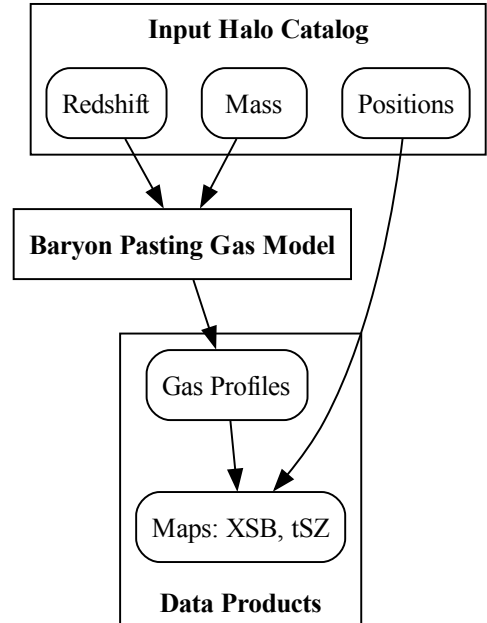 Input Halo Catalog
Redshift
Mass
Positions
Baryon Pasting Gas Model
Gas Profiles
Maps: XSB, tSZ
Data Products